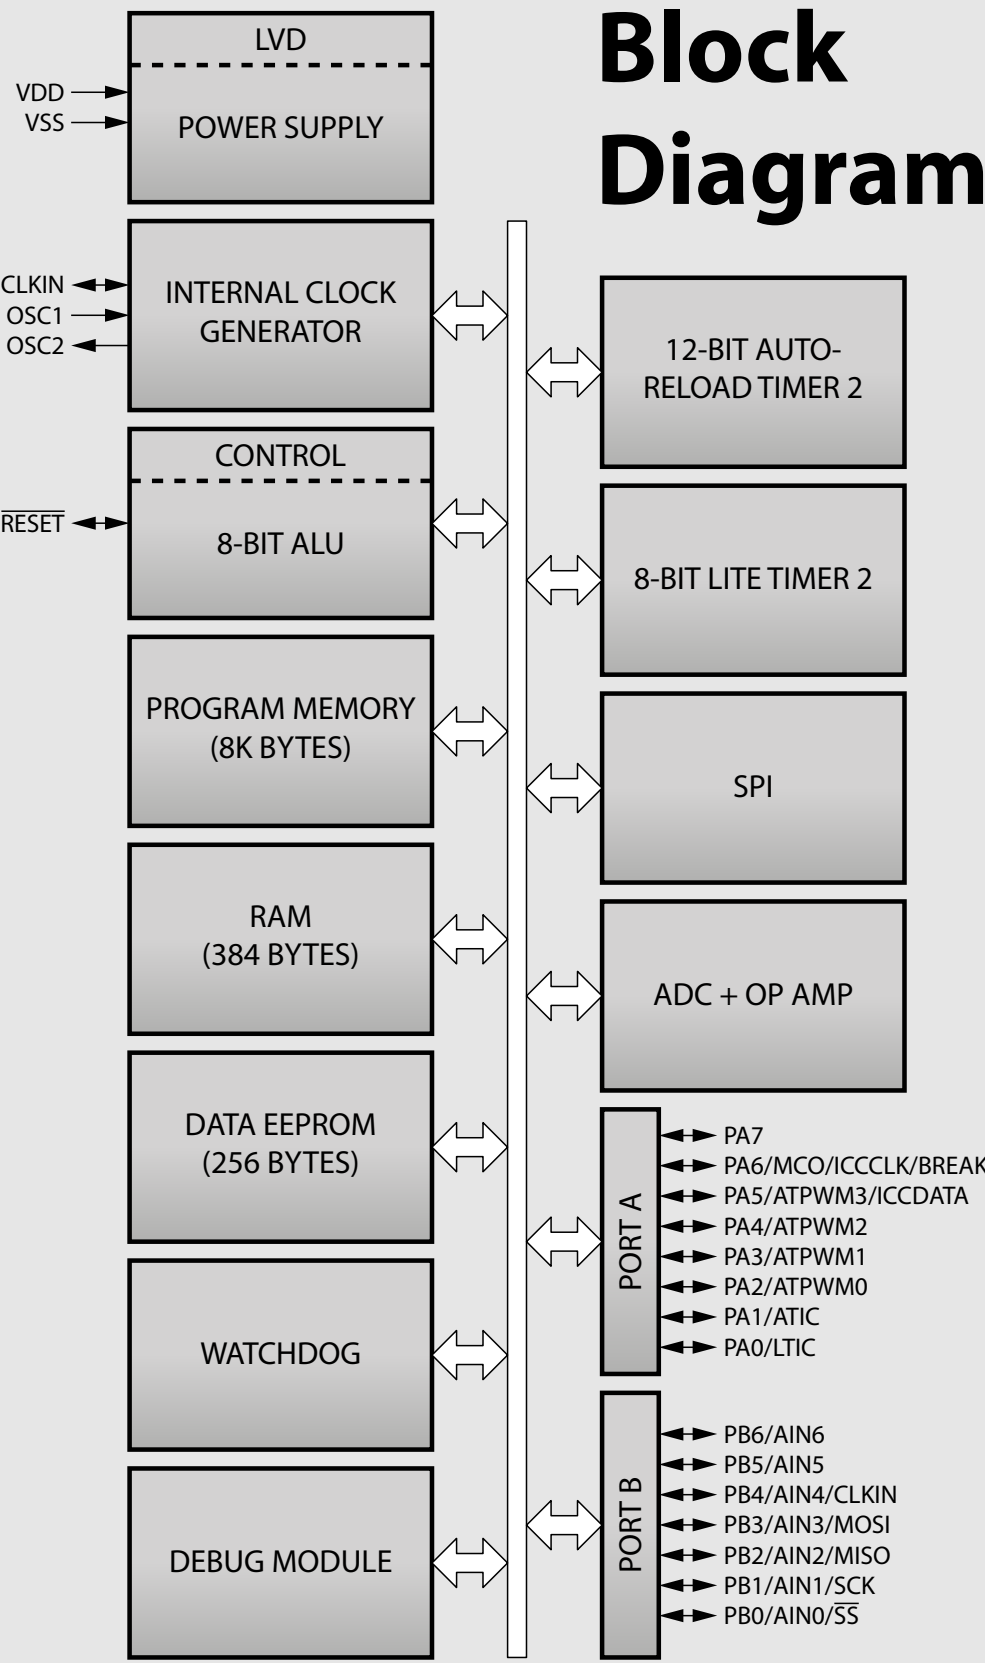 Block
Diagram
LVD
VDD
VSS
POWER SUPPLY
CLKIN
OSC1
OSC2
INTERNAL CLOCK
GENERATOR
CONTROL
R̅E̅S̅E̅T̅
8-BIT ALU
PROGRAM MEMORY
(8K BYTES)
RAM
(384 BYTES)
DATA EEPROM
(256 BYTES)
WATCHDOG
DEBUG MODULE
12-BIT AUTO-
RELOAD TIMER 2
8-BIT LITE TIMER 2
SPI
ADC + OP AMP
PORT A
PA7
PA6/MCO/ICCCLK/BREAK
PA5/ATPWM3/ICCDATA
PA4/ATPWM2
PA3/ATPWM1
PA2/ATPWM0
PA1/ATIC
PA0/LTIC
PORT B
PB6/AIN6
PB5/AIN5
PB4/AIN4/CLKIN
PB3/AIN3/MOSI
PB2/AIN2/MISO
PB1/AIN1/SCK
PB0/AIN0/S̅S̅